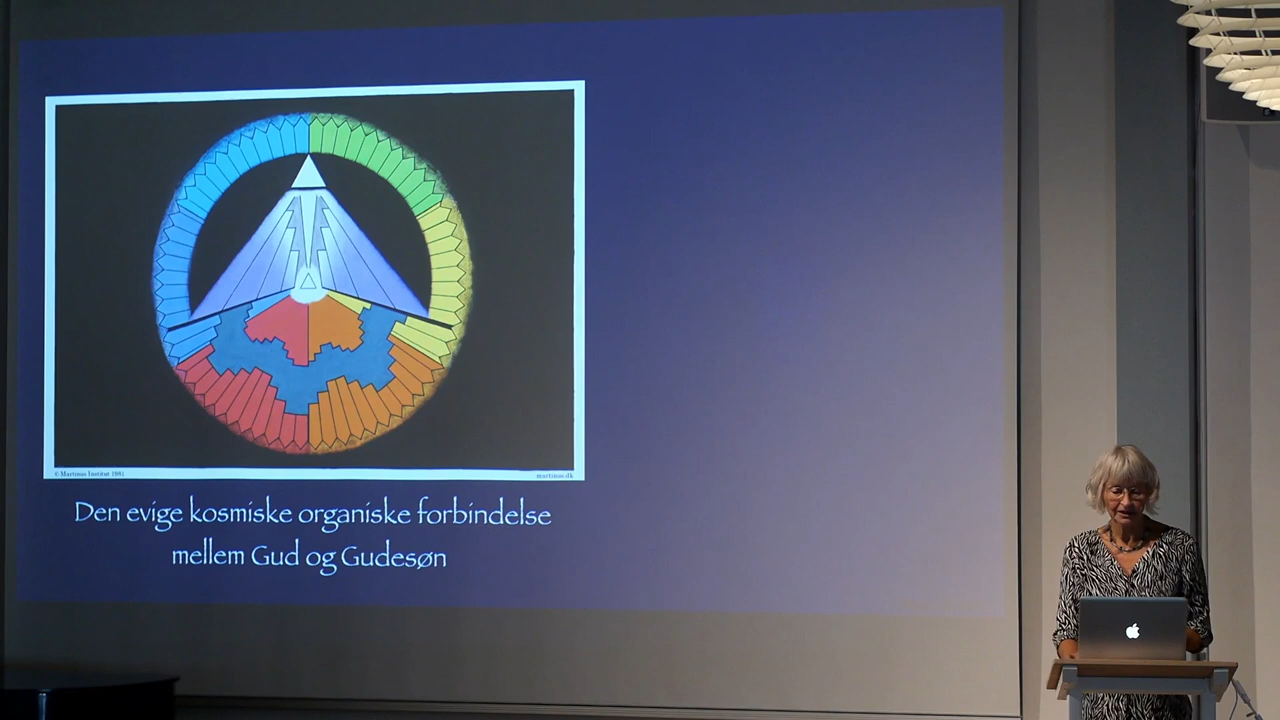 © Martinus Institut 1981
martinus.dk
Den evige kosmiske organiske forbindelse
mellem Gud og Gudesøn